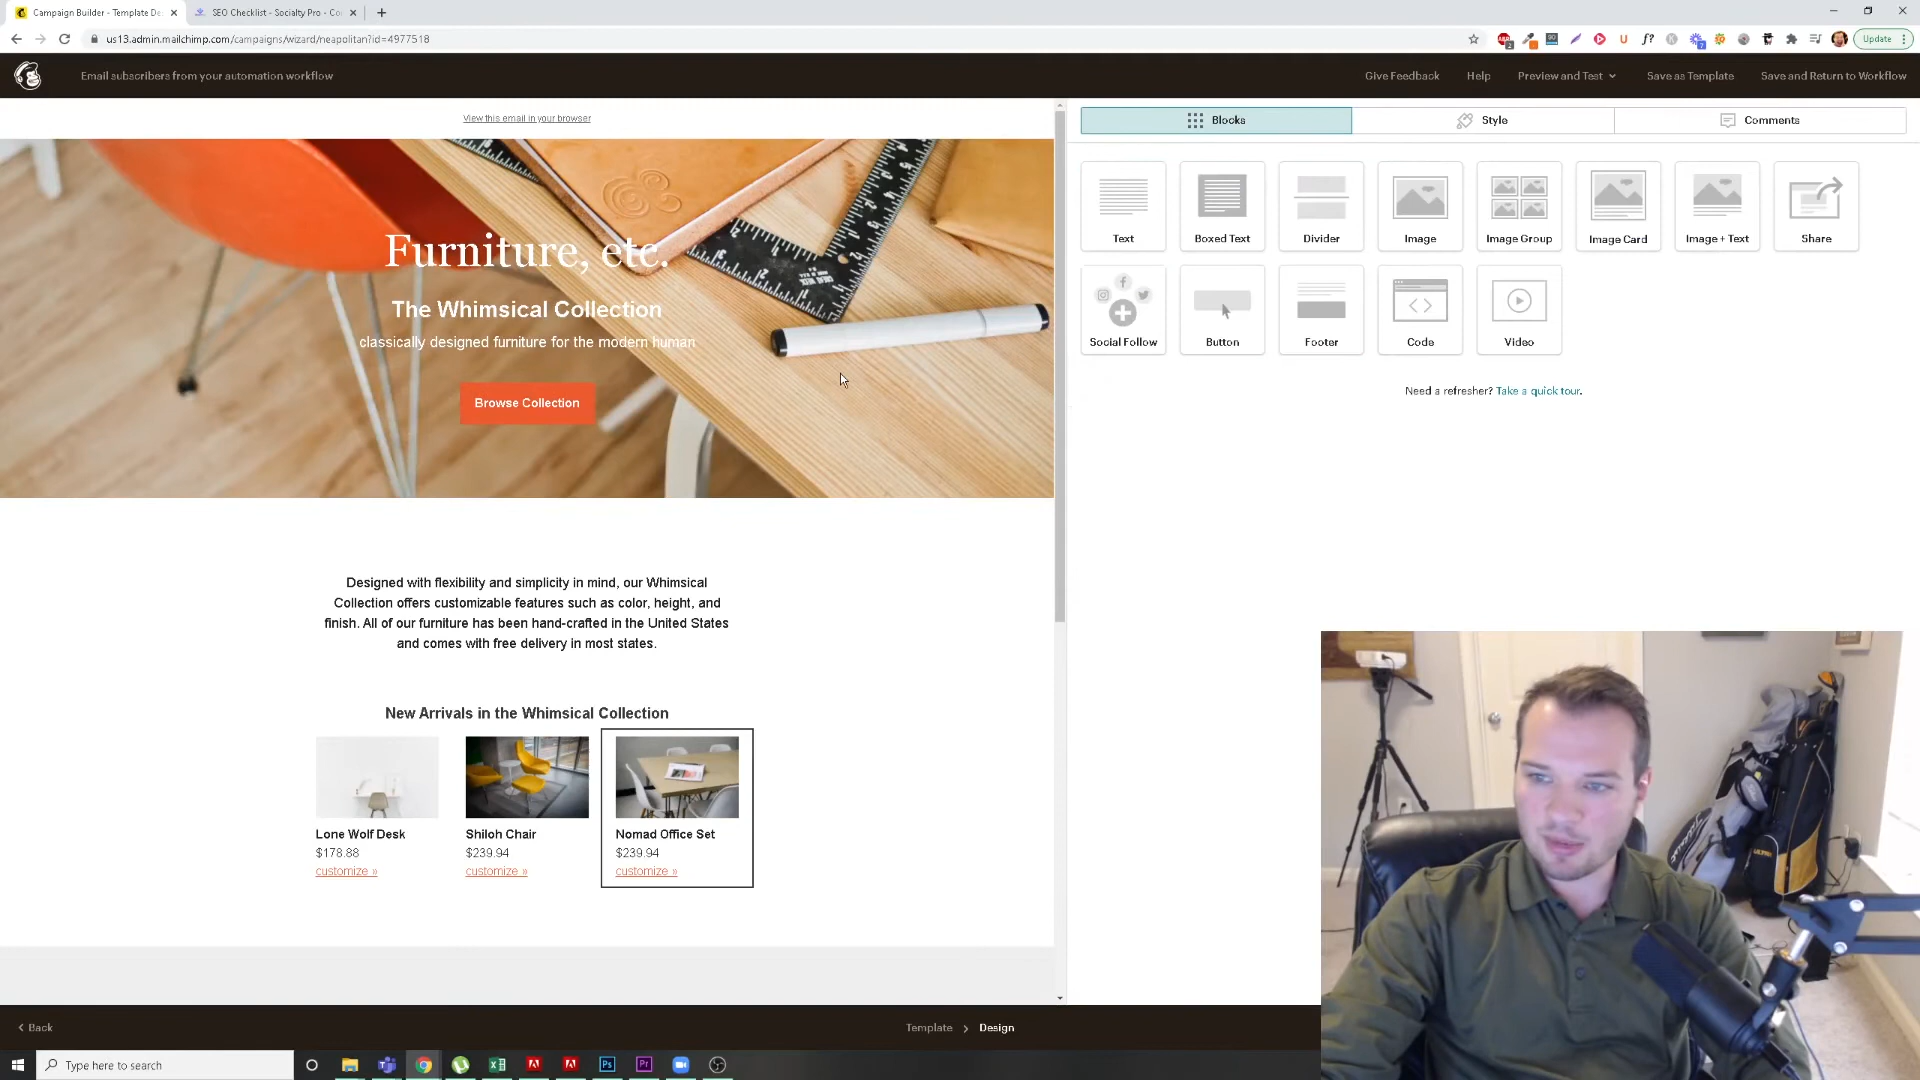 Campaign Builder - Template De
SEO Checklist - Socialty Pro - Co
us13.admin.mailchimp.com/campaigns/wizard/neapolitan?id=4977518
Update
Email subscribers from your automation workflow
Give Feedback
Help
Preview and Test
Save as Template
Save and Return to Workflow
View this email in your browser
Blocks
Style
Comments
Furniture, etc.
The Whimsical Collection
classically designed furniture for the modern human
Browse Collection
Text
Boxed Text
Divider
Image
Image Group
Image Card
Image + Text
Share
Social Follow
Button
Footer
Code
Video
Need a refresher? Take a quick tour.
Designed with flexibility and simplicity in mind, our Whimsical
Collection offers customizable features such as color, height, and
finish. All of our furniture has been hand-crafted in the United States
and comes with free delivery in most states.
New Arrivals in the Whimsical Collection
Lone Wolf Desk
$178.88
customize »
Shiloh Chair
$239.94
customize »
Nomad Office Set
$239.94
customize »
Back
Template
Design
Type here to search